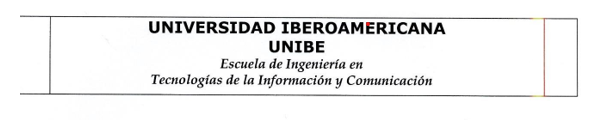 UNIVERSIDAD IBEROAMERICANA
UNIBE
Escuela de Ingeniería en
Tecnologías de la Información y Comunicación